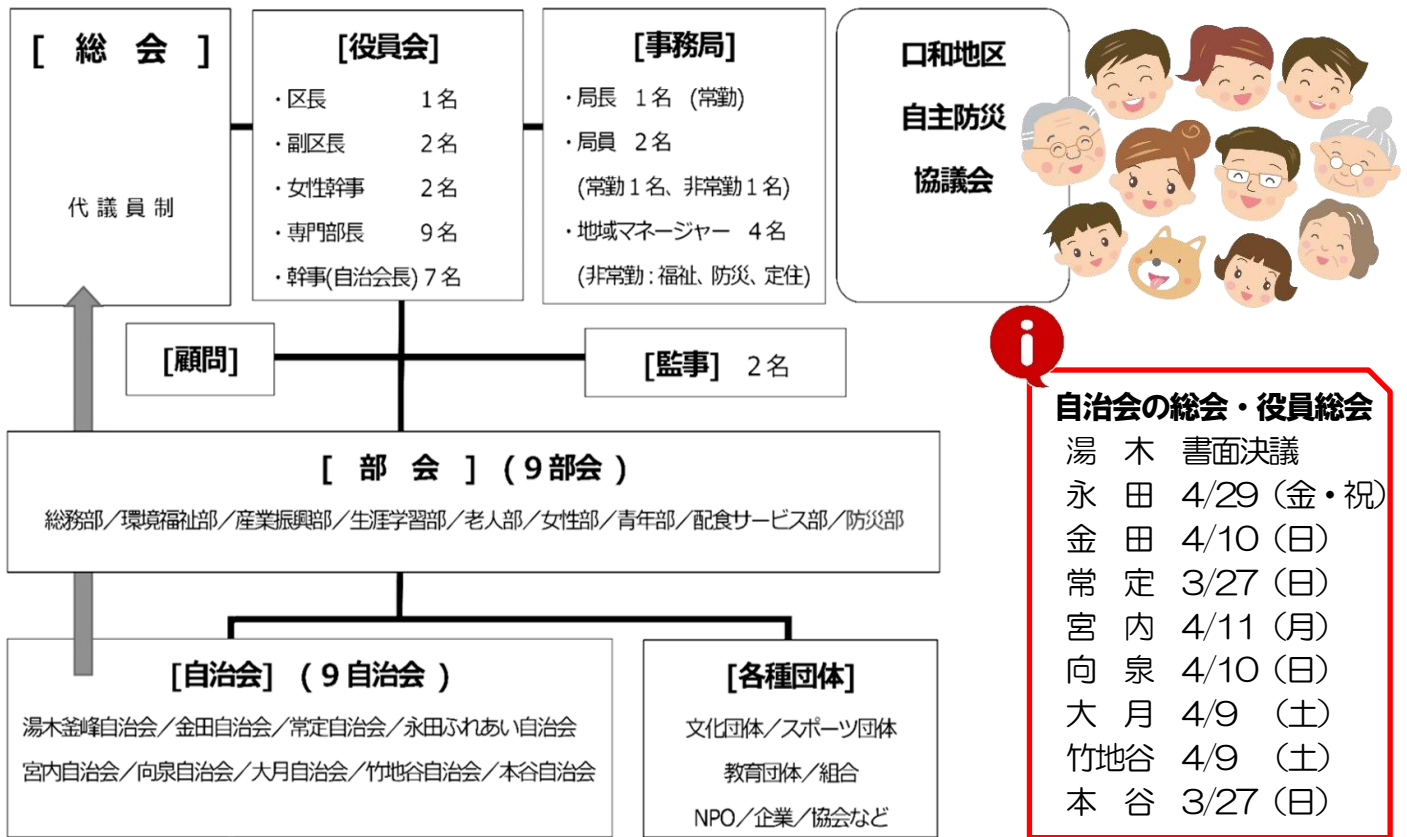 [ 総 会 ]
代議員制
[役員会]
・区長 1名
・副区長 2名
・女性幹事 2名
・専門部長 9名
・幹事(自治会長) 7名
[事務局]
・局長 1名 (常勤)
・局員 2名
(常勤1名、非常勤1名)
・地域マネージャー 4名
(非常勤:福祉、防災、定住)
口和地区
自主防災
協議会
[顧問]
[監事] 2名
[ 部 会 ] ( 9部会 )
総務部/環境福祉部/産業振興部/生涯学習部/老人部/女性部/青年部/配食サービス部/防災部
[自治会] ( 9自治会 )
湯木釜峰自治会/金田自治会/常定自治会/永田ふれあい自治会
宮内自治会/向泉自治会/大月自治会/竹地谷自治会/本谷自治会
[各種団体]
文化団体/スポーツ団体
教育団体/組合
NPO/企業/協会など
i
自治会の総会・役員総会
湯 木 書面決議
永 田 4/29(金・祝)
金 田 4/10(日)
常 定 3/27(日)
宮 内 4/11(月)
向 泉 4/10(日)
大 月 4/9 (土)
竹地谷 4/9 (土)
本 谷 3/27(日)